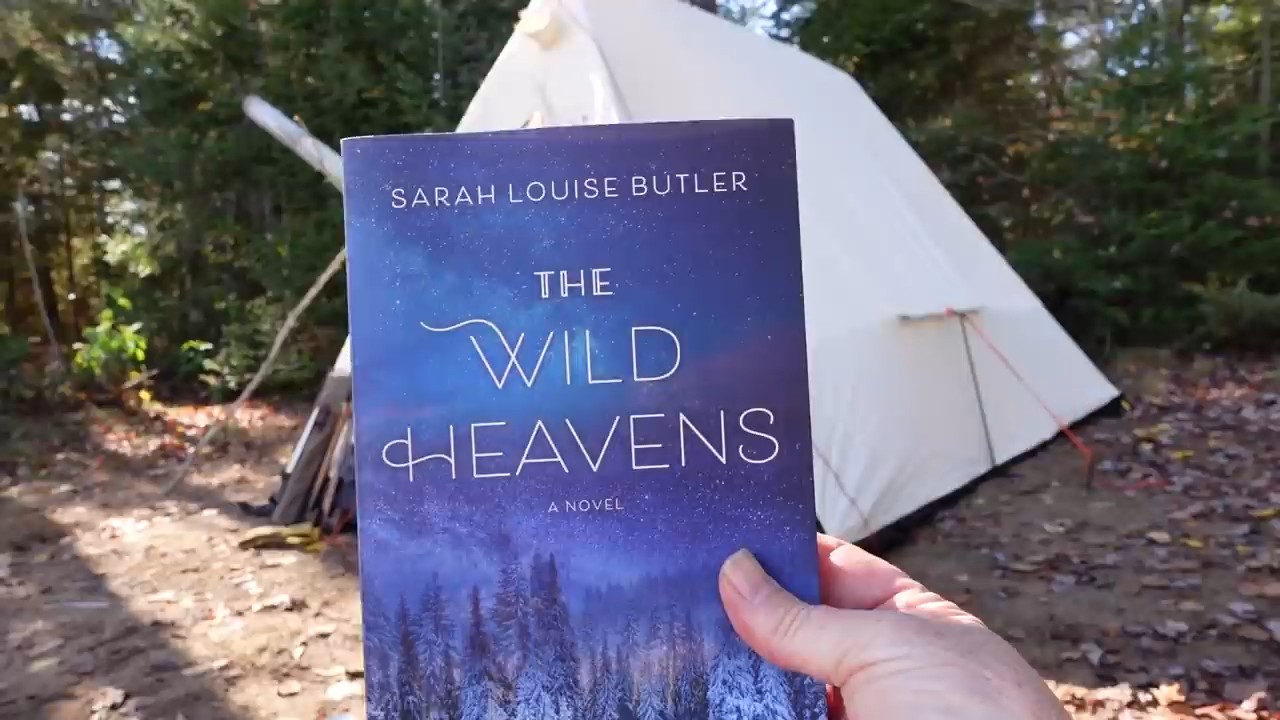 SARAH LOUISE BUTLER
THE
WILD
HEAVENS
A NOVEL